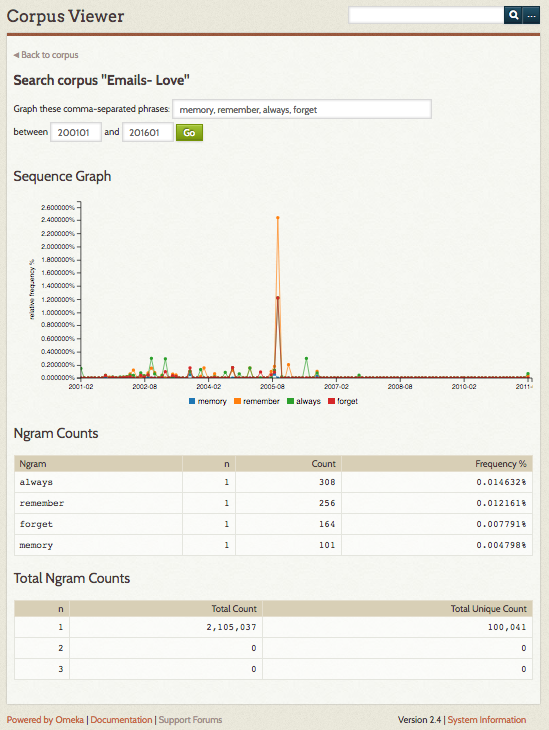 Corpus Viewer
...
◀ Back to corpus
Search corpus "Emails- Love"
Graph these comma-separated phrases: memory, remember, always, forget
between 200101 and 201601 Go
Sequence Graph
relative frequency %
2.600000%
2.400000%
2.200000%
2.000000%
1.800000%
1.600000%
1.400000%
1.200000%
1.000000%
0.800000%
0.600000%
0.400000%
0.200000%
0.000000%
2001-02 2002-08 2004-02 2005-08 2007-02 2008-08 2010-02 2011-
memory remember always forget
Ngram Counts
Ngram n Count Frequency %
always 1 308 0.014632%
remember 1 256 0.012161%
forget 1 164 0.007791%
memory 1 101 0.004798%
Total Ngram Counts
n Total Count Total Unique Count
1 2,105,037 100,041
2 0 0
3 0 0
Powered by Omeka | Documentation | Support Forums Version 2.4 | System Information